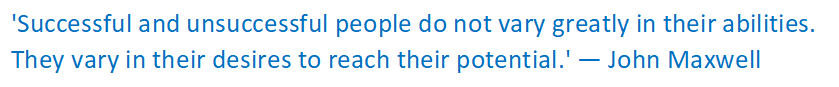 'Successful and unsuccessful people do not vary greatly in their abilities.
They vary in their desires to reach their potential.' — John Maxwell